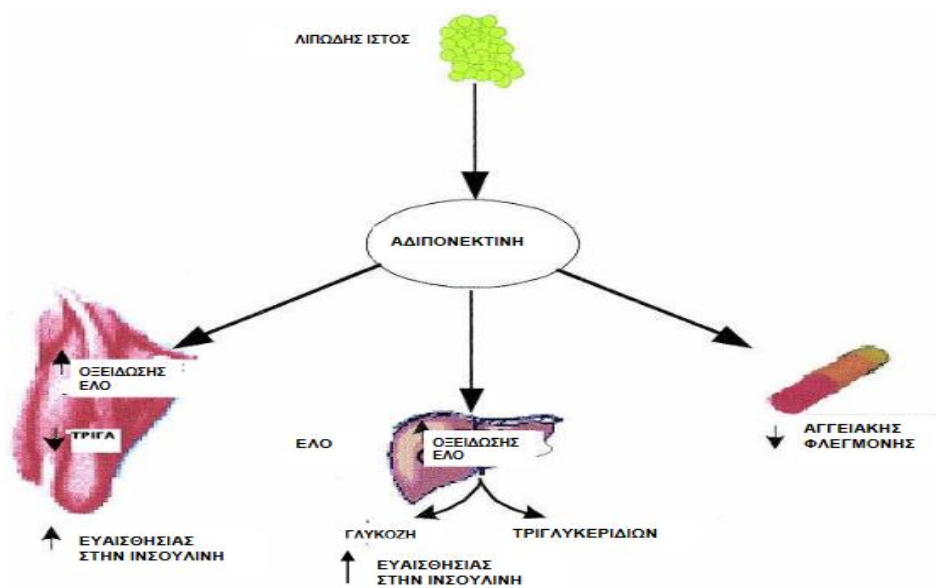 ΛΙΠΩΔΗΣ ΙΣΤΟΣ
ΑΔΙΠΟΝΕΚΤΙΝΗ
ΟΞΕΙΔΩΣΗΣ
ΕΛΟ
ΤΡΙΓΛ
ΕΥΑΙΣΘΗΣΙΑΣ
ΣΤΗΝ ΙΝΣΟΥΛΙΝΗ
ΕΛΟ
ΟΞΕΙΔΩΣΗΣ
ΕΛΟ
ΓΛΥΚΟΖΗ
ΤΡΙΓΛΥΚΕΡΙΔΙΩΝ
ΕΥΑΙΣΘΗΣΙΑΣ
ΣΤΗΝ ΙΝΣΟΥΛΙΝΗ
ΑΓΓΕΙΑΚΗΣ
ΦΛΕΓΜΟΝΗΣ